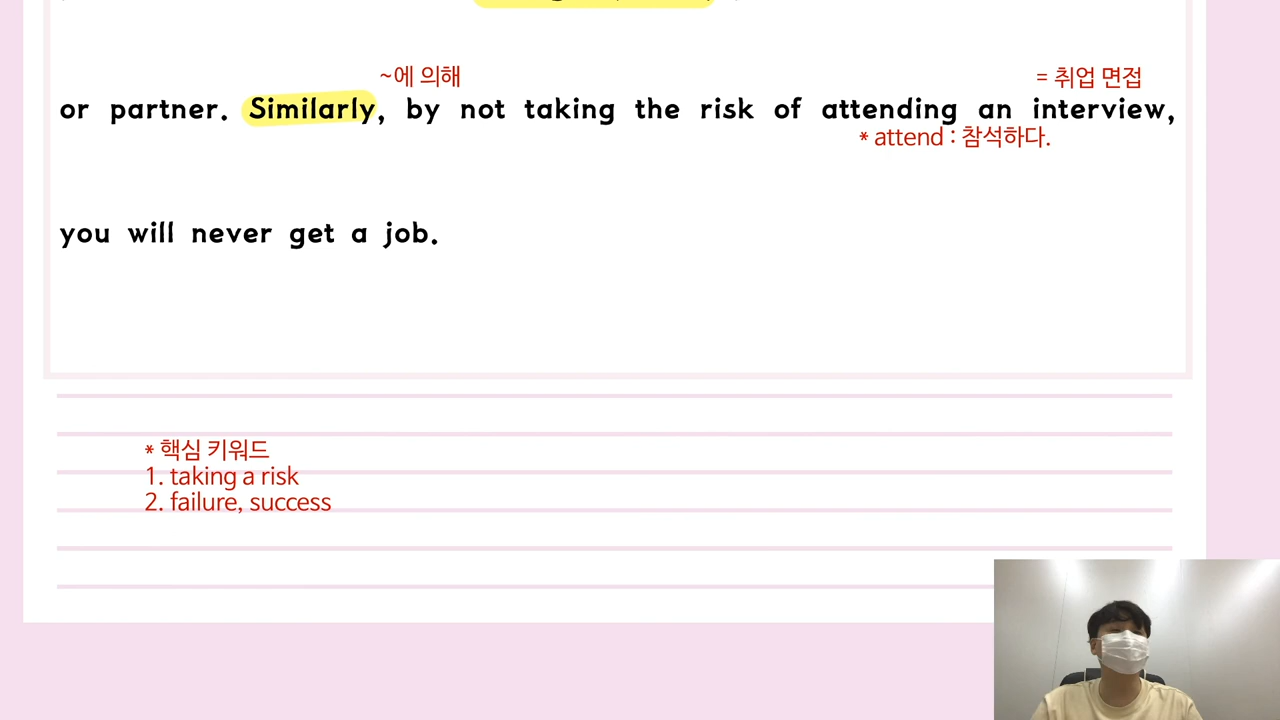 ~에 의해 = 취업 면접
or partner. Similarly, by not taking the risk of attending an interview,
* attend : 참석하다.
you will never get a job.
* 핵심 키워드
1. taking a risk
2. failure, success